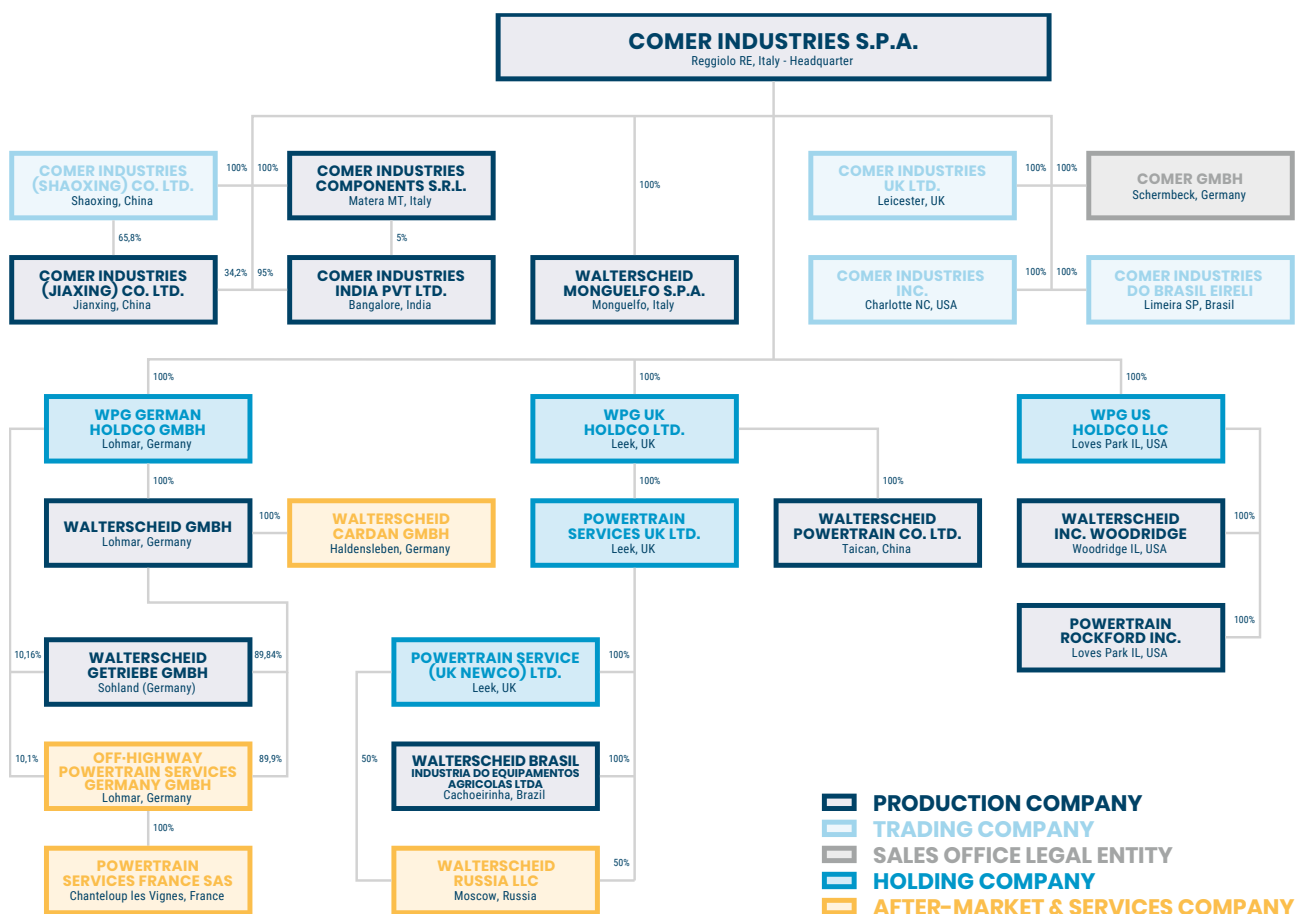 COMER INDUSTRIES S.P.A.
Reggiolo RE, Italy - Headquarter
COMER INDUSTRIES
(SHAOXING) CO. LTD.
Shaoxing, China
100%
100%
COMER INDUSTRIES
COMPONENTS S.R.L.
Matera MT, Italy
100%
COMER INDUSTRIES
UK LTD.
Leicester, UK
100%
100%
COMER GMBH
Schermbeck, Germany
65,8%
5%
COMER INDUSTRIES
(JIAXING) CO. LTD.
Jianxing, China
34,2%
95%
COMER INDUSTRIES
INDIA PVT LTD.
Bangalore, India
WALTERSCHEID
MONGUELFO S.P.A.
Monguelfo, Italy
COMER INDUSTRIES
INC.
Charlotte NC, USA
100%
100%
COMER INDUSTRIES
DO BRASIL EIRELI
Limeira SP, Brasil
100%
100%
100%
WPG GERMAN
HOLDCO GMBH
Lohmar, Germany
WPG UK
HOLDCO LTD.
Leek, UK
WPG US
HOLDCO LLC
Loves Park IL, USA
100%
100%
100%
WALTERSCHEID GMBH
Lohmar, Germany
100%
WALTERSCHEID
CARDAN GMBH
Haldensleben, Germany
POWERTRAIN
SERVICES UK LTD.
Leek, UK
WALTERSCHEID
POWERTRAIN CO. LTD.
Taican, China
WALTERSCHEID
INC. WOODRIDGE
Woodridge IL, USA
100%
POWERTRAIN
ROCKFORD INC.
Loves Park IL, USA
100%
10,16%
WALTERSCHEID
GETRIEBE GMBH
Sohland (Germany)
89,84%
POWERTRAIN SERVICE
(UK NEWCO) LTD.
Leek, UK
100%
10,1%
OFF-HIGHWAY
POWERTRAIN SERVICES
GERMANY GMBH
Lohmar, Germany
89,9%
50%
WALTERSCHEID BRASIL
INDUSTRIA DO EQUIPAMENTOS
AGRICOLAS LTDA
Cachoeirinha, Brazil
100%
100%
POWERTRAIN
SERVICES FRANCE SAS
Chanteloup les Vignes, France
WALTERSCHEID
RUSSIA LLC
Moscow, Russia
50%
PRODUCTION COMPANY
TRADING COMPANY
SALES OFFICE LEGAL ENTITY
HOLDING COMPANY
AFTER-MARKET & SERVICES COMPANY